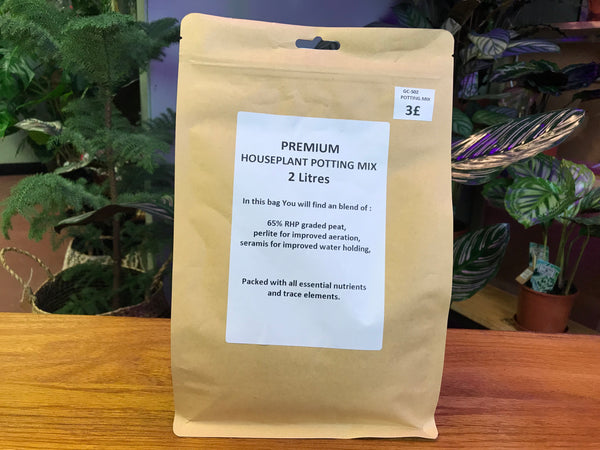 GC-502
POTTING MIX
3£
PREMIUM
HOUSEPLANT POTTING MIX
2 Litres
In this bag You will find an blend of :
65% RHP graded peat,
perlite for improved aeration,
seramis for improved water holding,
Packed with all essential nutrients
and trace elements.